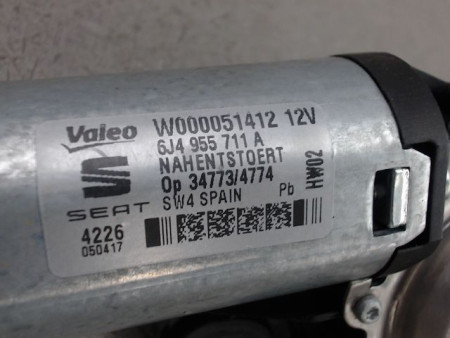 Valeo W000051412 12V
6J4 955 711 A
NAHENTSTOERT
Op 34773/4774
SEAT SW4 SPAIN Pb HW02
4226
050417